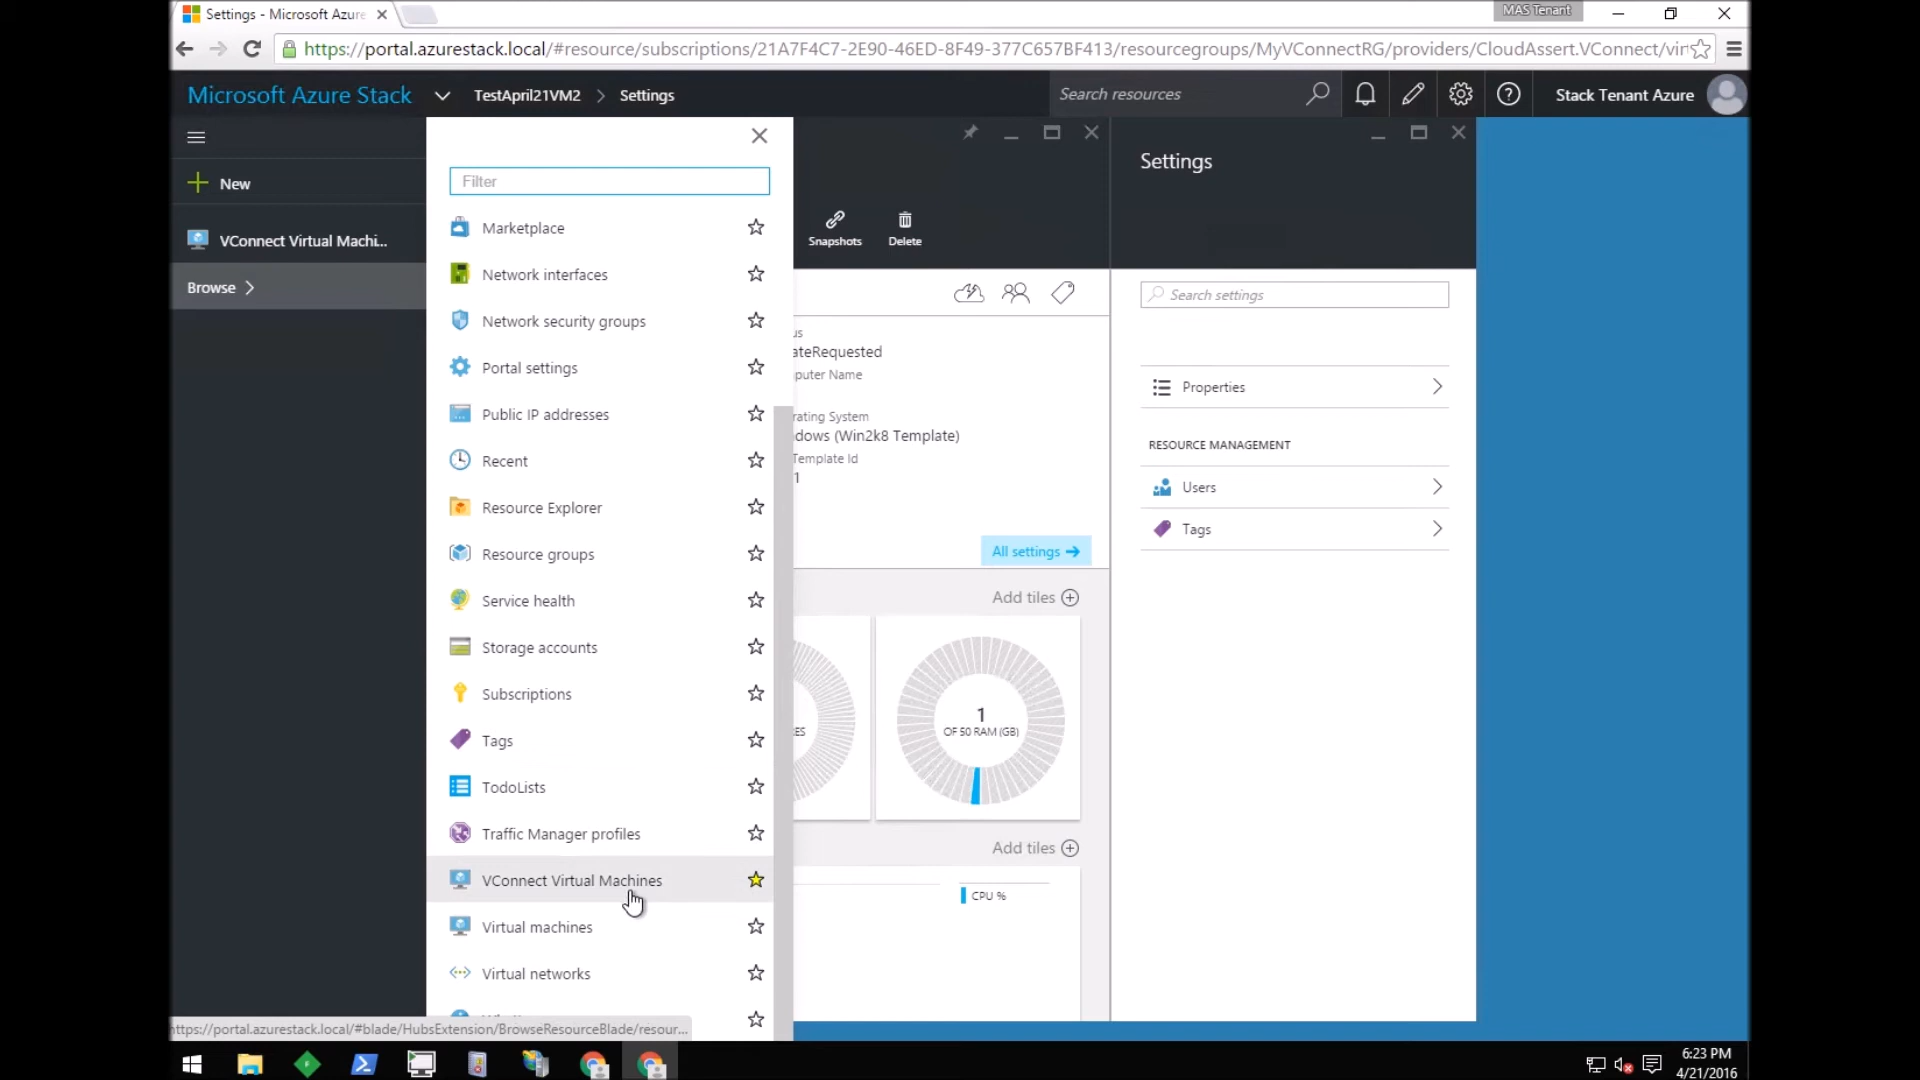 Settings - Microsoft Azure
MAS Tenant
https://portal.azurestack.local/#resource/subscriptions/21A7F4C7-2E90-46ED-8F49-377C657BF413/resourcegroups/MyVConnectRG/providers/CloudAssert.VConnect/virt
Microsoft Azure Stack
TestApril21VM2
Settings
Search resources
Stack Tenant Azure
New
VConnect Virtual Machi...
Browse
Filter
Marketplace
Network interfaces
Network security groups
Portal settings
Public IP addresses
Recent
Resource Explorer
Resource groups
Service health
Storage accounts
Subscriptions
Tags
TodoLists
Traffic Manager profiles
VConnect Virtual Machines
Virtual machines
Virtual networks
Snapshots
Delete
us
ateRequested
puter Name
rating System
dows (Win2k8 Template)
Template Id
1
All settings
Add tiles
ES
1
OF 50 RAM (GB)
Add tiles
CPU %
Settings
Search settings
Properties
RESOURCE MANAGEMENT
Users
Tags
https://portal.azurestack.local/#blade/HubsExtension/BrowseResourceBlade/resour...
6:23 PM
4/21/2016